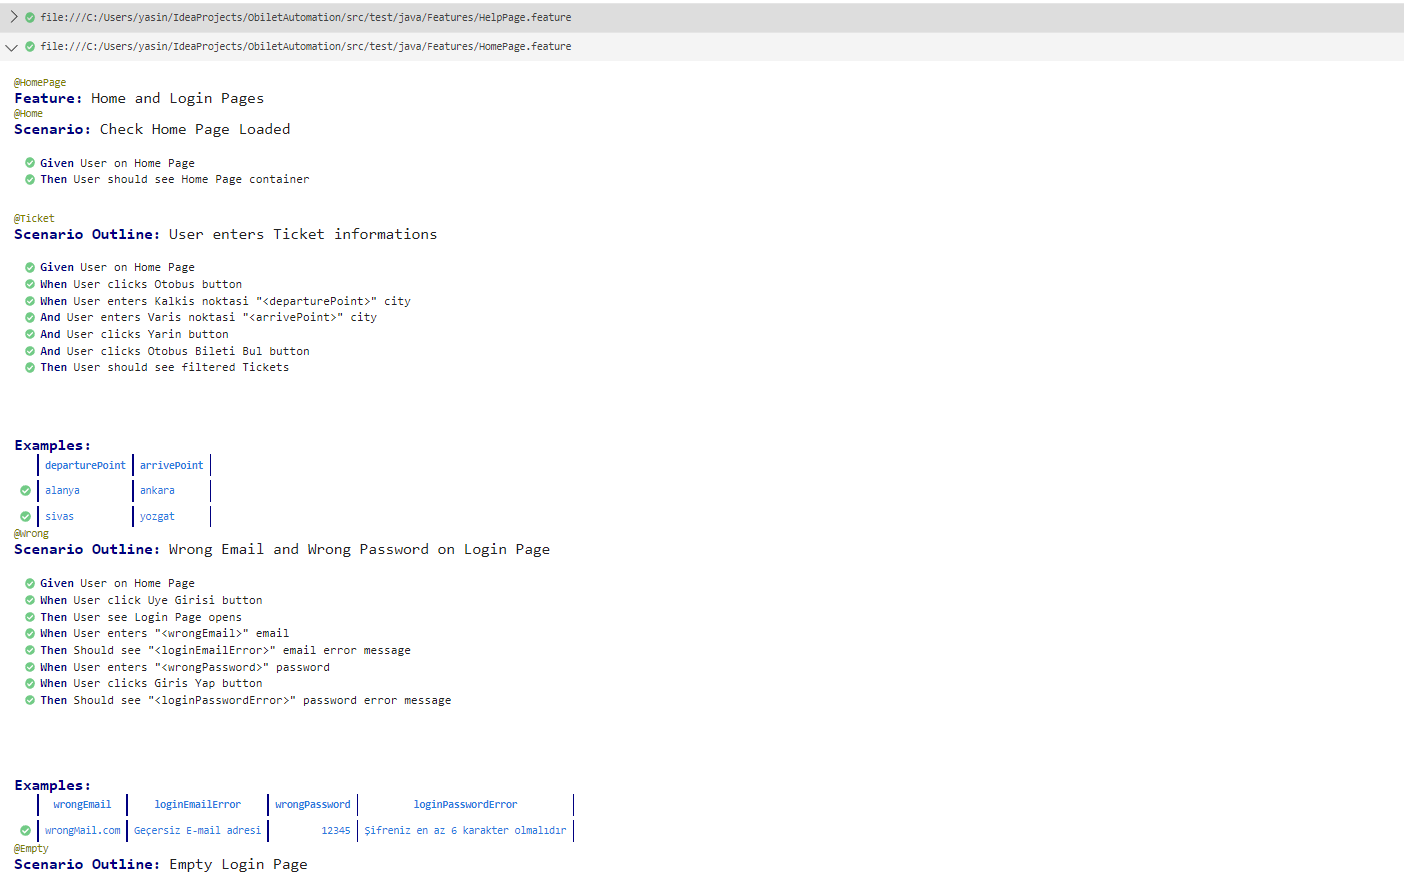 file:///C:/Users/yasin/IdeaProjects/ObiletAutomation/src/test/java/Features/HelpPage.feature
file:///C:/Users/yasin/IdeaProjects/ObiletAutomation/src/test/java/Features/HomePage.feature
@HomePage
Feature: Home and Login Pages
@Home
Scenario: Check Home Page Loaded
Given User on Home Page
Then User should see Home Page container
@Ticket
Scenario Outline: User enters Ticket informations
Given User on Home Page
When User clicks Otobus button
When User enters Kalkis noktasi "<departurePoint>" city
And User enters Varis noktasi "<arrivePoint>" city
And User clicks Yarin button
And User clicks Otobus Bileti Bul button
Then User should see filtered Tickets
Examples:
departurePoint arrivePoint
alanya ankara
sivas yozgat
@Wrong
Scenario Outline: Wrong Email and Wrong Password on Login Page
Given User on Home Page
When User click Uye Girisi button
Then User see Login Page opens
When User enters "<wrongEmail>" email
Then Should see "<loginEmailError>" email error message
When User enters "<wrongPassword>" password
When User clicks Giris Yap button
Then Should see "<loginPasswordError>" password error message
Examples:
wrongEmail loginEmailError wrongPassword loginPasswordError
wrongMail.com Geçersiz E-mail adresi 12345 Şifreniz en az 6 karakter olmalıdır
@Empty
Scenario Outline: Empty Login Page